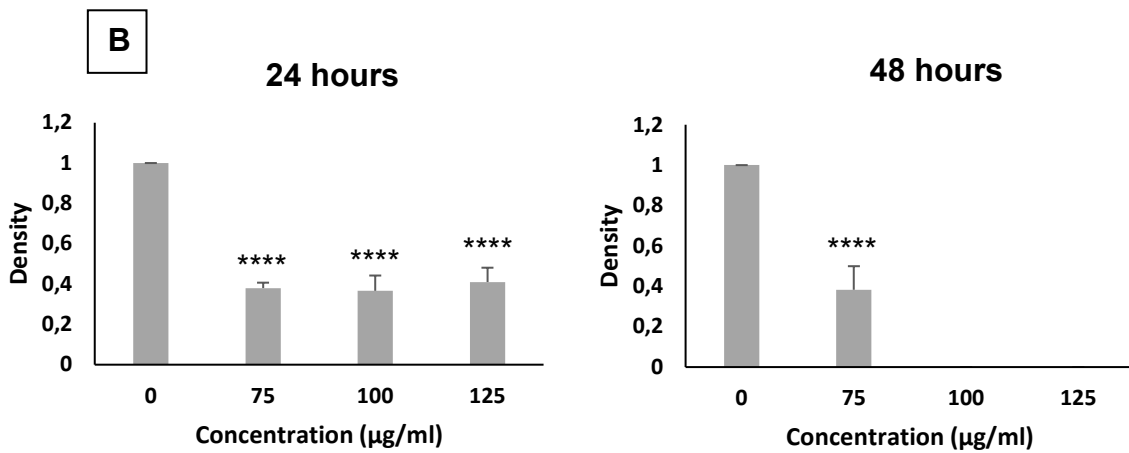 B
24 hours
1,2
1
0,8
0,6
0,4
0,2
0
Density
****
****
****
0 75 100 125
Concentration (µg/ml)
48 hours
1,2
1
0,8
0,6
0,4
0,2
0
Density
****
0 75 100 125
Concentration (µg/ml)